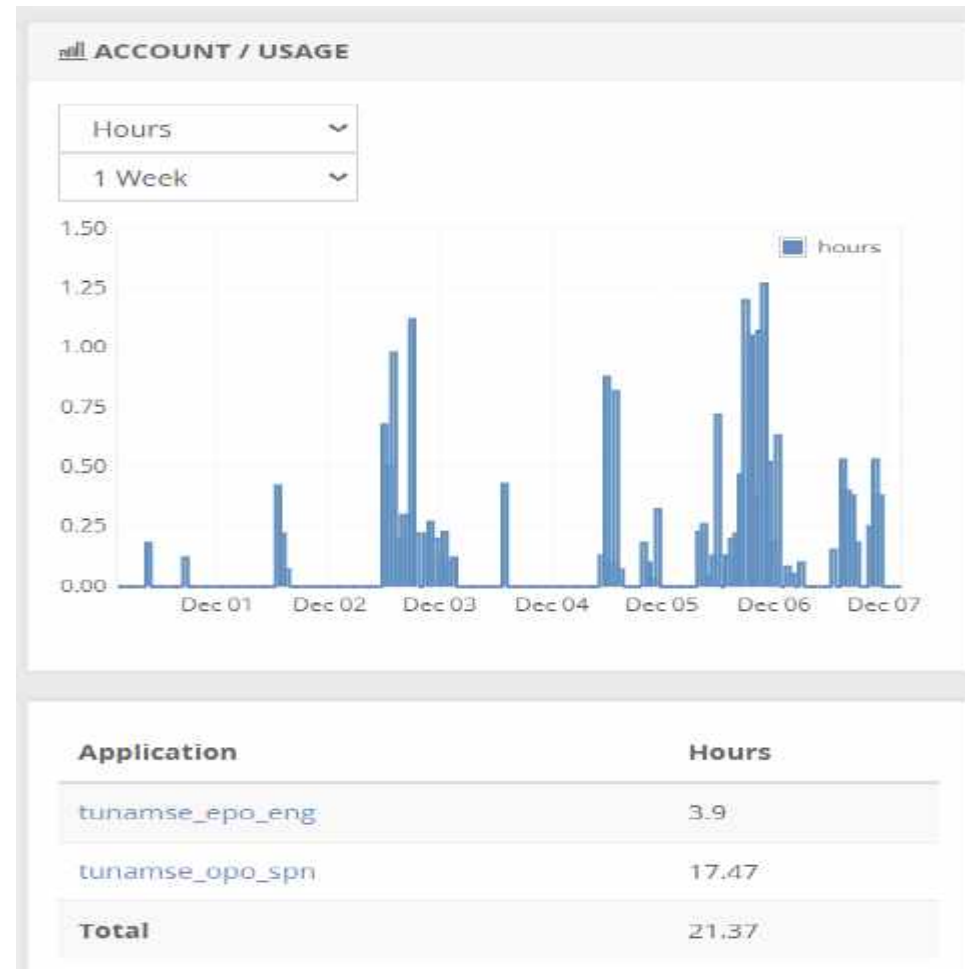 ACCOUNT / USAGE
Hours
1 Week
1.50
hours
1.25
1.00
0.75
0.50
0.25
0.00
Dec 01 Dec 02 Dec 03 Dec 04 Dec 05 Dec 06 Dec 07
Application Hours
tunamse_epo_eng 3.9
tunamse_opo_spn 17.47
Total 21.37